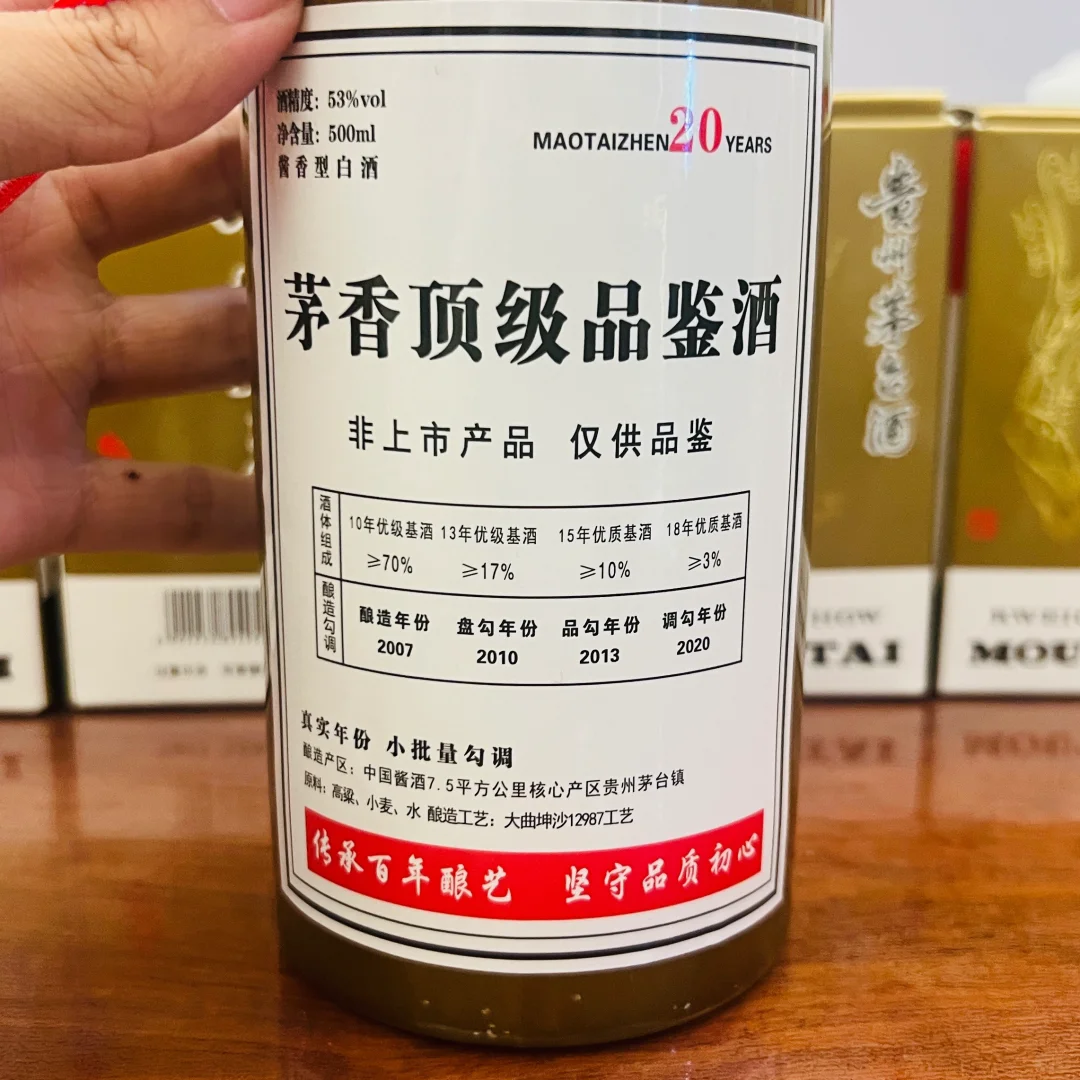 酒精度：53%vol
净含量：500ml
酱香型白酒
MAOTAIZHEN20YEARS
茅香顶级品鉴酒
非上市产品 仅供品鉴
酒体组成
10年优级基酒 13年优级基酒 15年优质基酒 18年优质基酒
≥70% ≥17% ≥10% ≥3%
酿造勾调
酿造年份 盘勾年份 品勾年份 调勾年份
2007 2010 2013 2020
真实年份 小批量勾调
酿造产区：中国酱酒7.5平方公里核心产区贵州茅台镇
原料：高粱、小麦、水 酿造工艺：大曲坤沙12987工艺
传承百年酿艺 坚守品质初心
贵州茅台酒
TAI
MOU